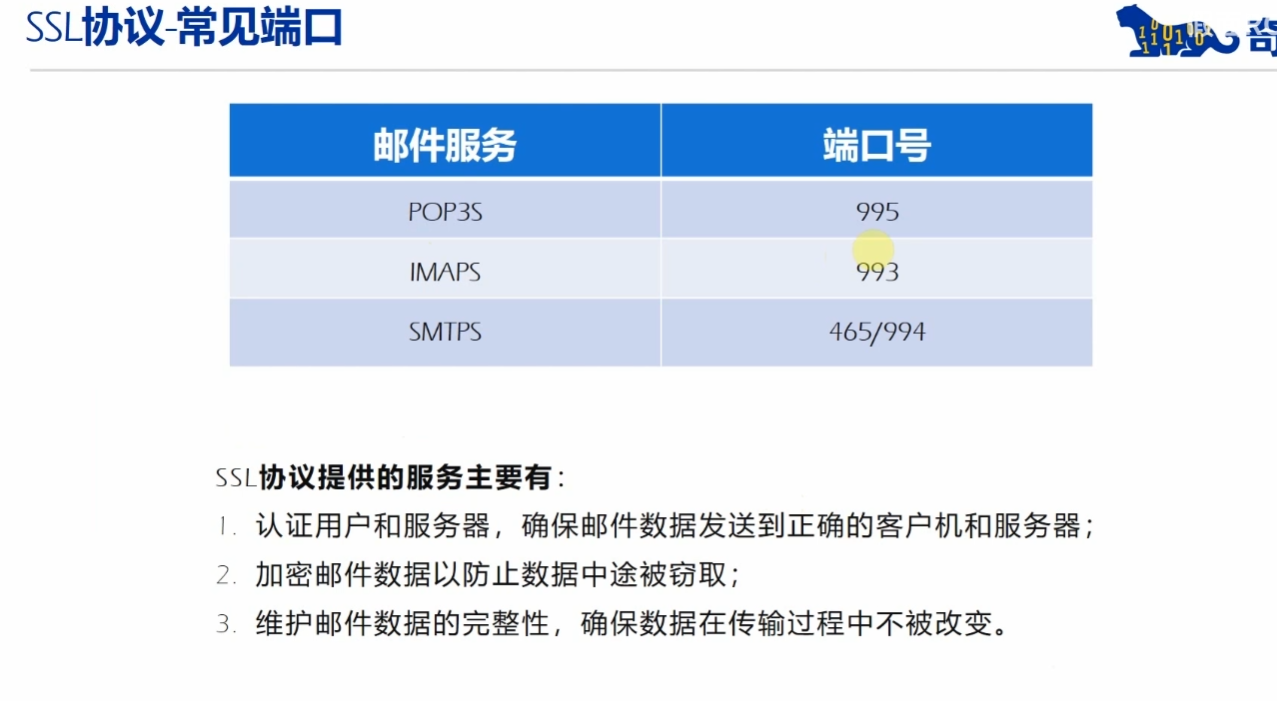 SSL协议-常见端口
奇
邮件服务 端口号
POP3S 995
IMAPS 993
SMTPS 465/994
SSL协议提供的服务主要有：
1. 认证用户和服务器，确保邮件数据发送到正确的客户机和服务器；
2. 加密邮件数据以防止数据中途被窃取；
3. 维护邮件数据的完整性，确保数据在传输过程中不被改变。